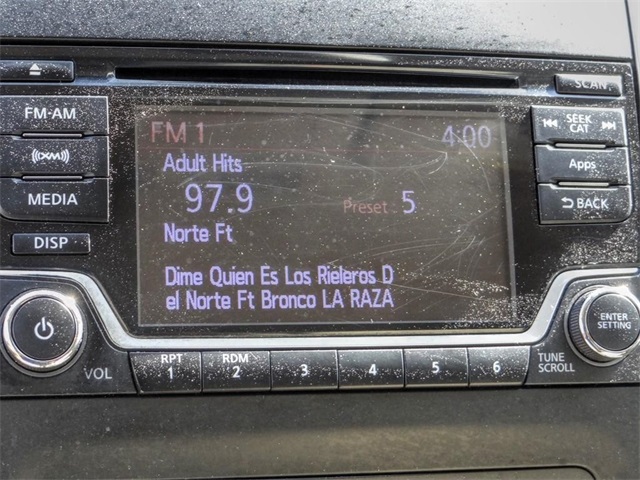 SCAN
FM-AM
((XM))
MEDIA
DISP
FM 1
4:00
Adult Hits
97.9
Preset 5
Norte Ft
Dime Quien Es Los Rieleros D
el Norte Ft Bronco LA RAZA
SEEK
CAT
Apps
BACK
ENTER
SETTING
VOL
RPT
1
RDM
2
3
4
5
6
TUNE
SCROLL